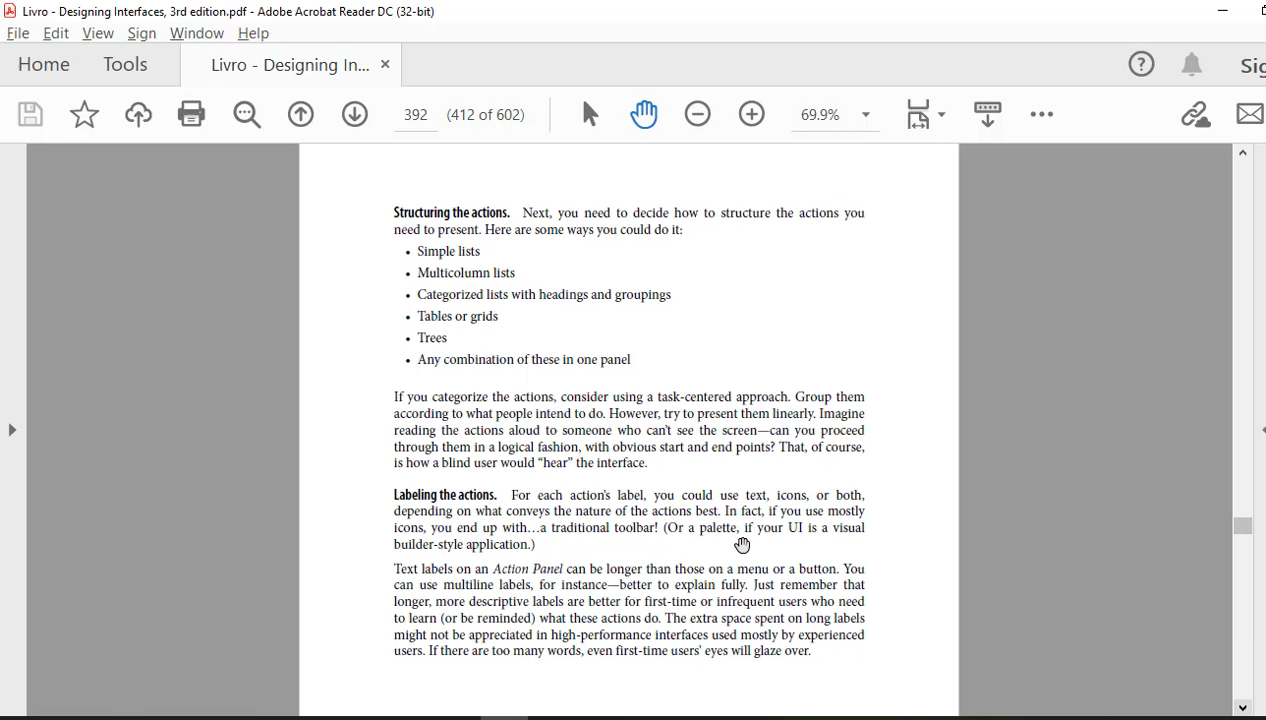 Livro - Designing Interfaces, 3rd edition.pdf - Adobe Acrobat Reader DC (32-bit)
File Edit View Sign Window Help
Home Tools Livro - Designing In... × Sig
392 (412 of 602) 69.9%
Structuring the actions. Next, you need to decide how to structure the actions you
need to present. Here are some ways you could do it:
• Simple lists
• Multicolumn lists
• Categorized lists with headings and groupings
• Tables or grids
• Trees
• Any combination of these in one panel
If you categorize the actions, consider using a task-centered approach. Group them
according to what people intend to do. However, try to present them linearly. Imagine
reading the actions aloud to someone who can't see the screen—can you proceed
through them in a logical fashion, with obvious start and end points? That, of course,
is how a blind user would “hear” the interface.
Labeling the actions. For each action's label, you could use text, icons, or both,
depending on what conveys the nature of the actions best. In fact, if you use mostly
icons, you end up with…a traditional toolbar! (Or a palette, if your UI is a visual
builder-style application.)
Text labels on an Action Panel can be longer than those on a menu or a button. You
can use multiline labels, for instance—better to explain fully. Just remember that
longer, more descriptive labels are better for first-time or infrequent users who need
to learn (or be reminded) what these actions do. The extra space spent on long labels
might not be appreciated in high-performance interfaces used mostly by experienced
users. If there are too many words, even first-time users' eyes will glaze over.